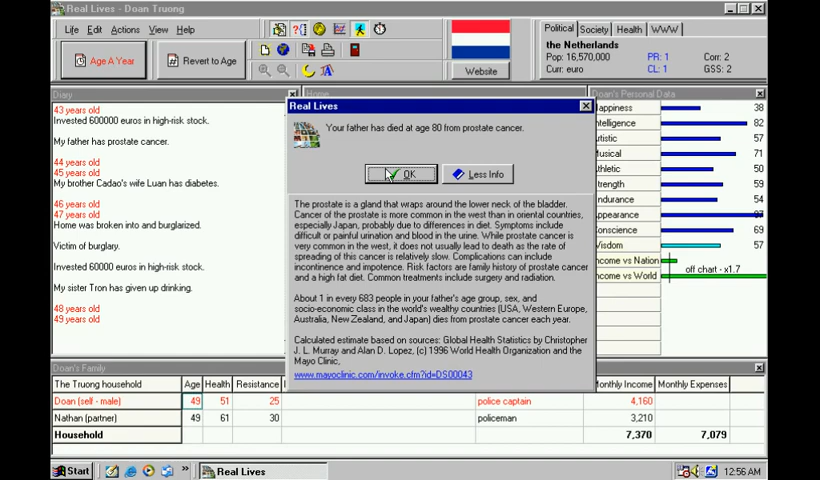 Real Lives - Doan Truong
Life Edit Actions View Help
Age A Year
Revert to Age
Website
Political Society Health WWW
the Netherlands
Pop: 16,570,000 PR: 1 Corr: 2
Curr: euro CL: 1 GSS: 2
Diary
43 years old
Invested 600000 euros in high-risk stock.
My father has prostate cancer.
44 years old
45 years old
My brother Cadao's wife Luan has diabetes.
46 years old
47 years old
Home was broken into and burglarized.
Victim of burglary.
Invested 60000 euros in high-risk stock.
My sister Tron has given up drinking.
48 years old
49 years old
Home
Real Lives
Your father has died at age 80 from prostate cancer.
OK
Less Info
The prostate is a gland that wraps around the lower neck of the bladder.
Cancer of the prostate is more common in the west than in oriental countries,
especially Japan, probably due to differences in diet. Symptoms include
difficult or painful urination and blood in the urine. While prostate cancer is
very common in the west, it does not usually lead to death as the rate of
spreading of this cancer is relatively slow. Complications can include
incontinence and impotence. Risk factors are family history of prostate cancer
and a high fat diet. Common treatments include surgery and radiation.
About 1 in every 683 people in your father's age group, sex, and
socio-economic class in the world's wealthy countries (USA, Western Europe,
Australia, New Zealand, and Japan) dies from prostate cancer each year.
Calculated estimate based on sources: Global Health Statistics by Christopher
J. L. Murray and Alan D. Lopez, (c) 1996 World Health Organization and the
Mayo Clinic,
www.mayoclinic.com/invoke.cfm?id=DS00043
Doan's Personal Data
appiness 38
ntelligence 82
rtistic 57
usical 71
thletic 50
trength 59
ndurance 54
ppearance 87
onscience 69
isdom 57
ncome vs Nation
ncome vs World off chart - x1.7
Doan's Family
The Truong household Age Health Resistance Monthly Income Monthly Expenses
Doan (self - male) 49 51 25 police captain 4,160
Nathan (partner) 49 61 30 policeman 3,210
Household 7,370 7,079
Start
Real Lives
12:56 AM